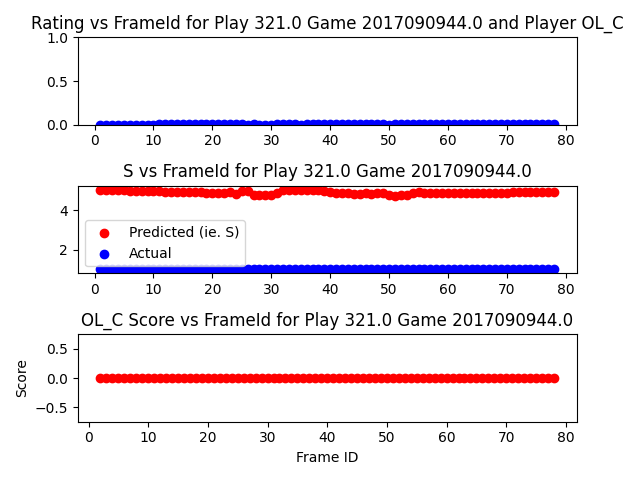 Rating vs FrameId for Play 321.0 Game 2017090944.0 and Player OL_C
1.0
0.5
0.0
0 10 20 30 40 50 60 70 80
S vs FrameId for Play 321.0 Game 2017090944.0
4
2
Predicted (ie. S)
Actual
0 10 20 30 40 50 60 70 80
OL_C Score vs FrameId for Play 321.0 Game 2017090944.0
Score
0.5
0.0
−0.5
0 10 20 30 40 50 60 70 80
Frame ID